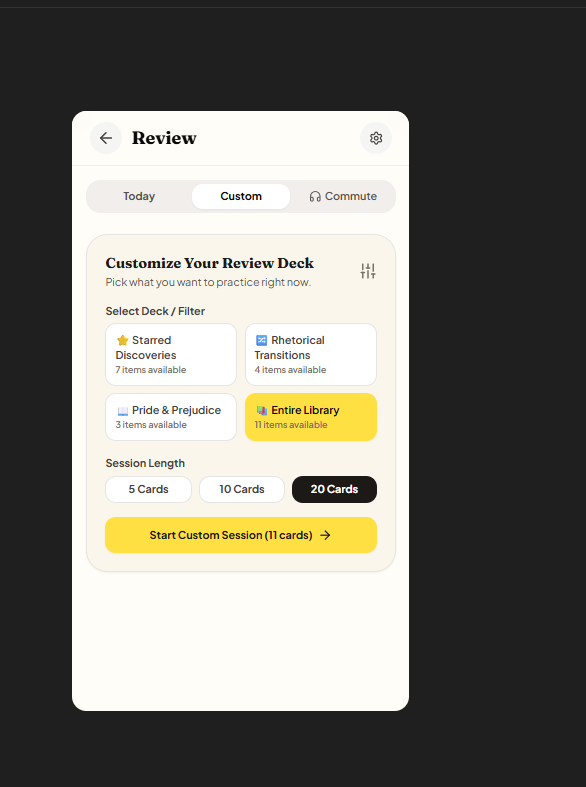 Review
Today
Custom
Commute
Customize Your Review Deck
Pick what you want to practice right now.
Select Deck / Filter
⭐ Starred
Discoveries
7 items available
🔀 Rhetorical
Transitions
4 items available
📖 Pride & Prejudice
3 items available
📚 Entire Library
11 items available
Session Length
5 Cards
10 Cards
20 Cards
Start Custom Session (11 cards) →